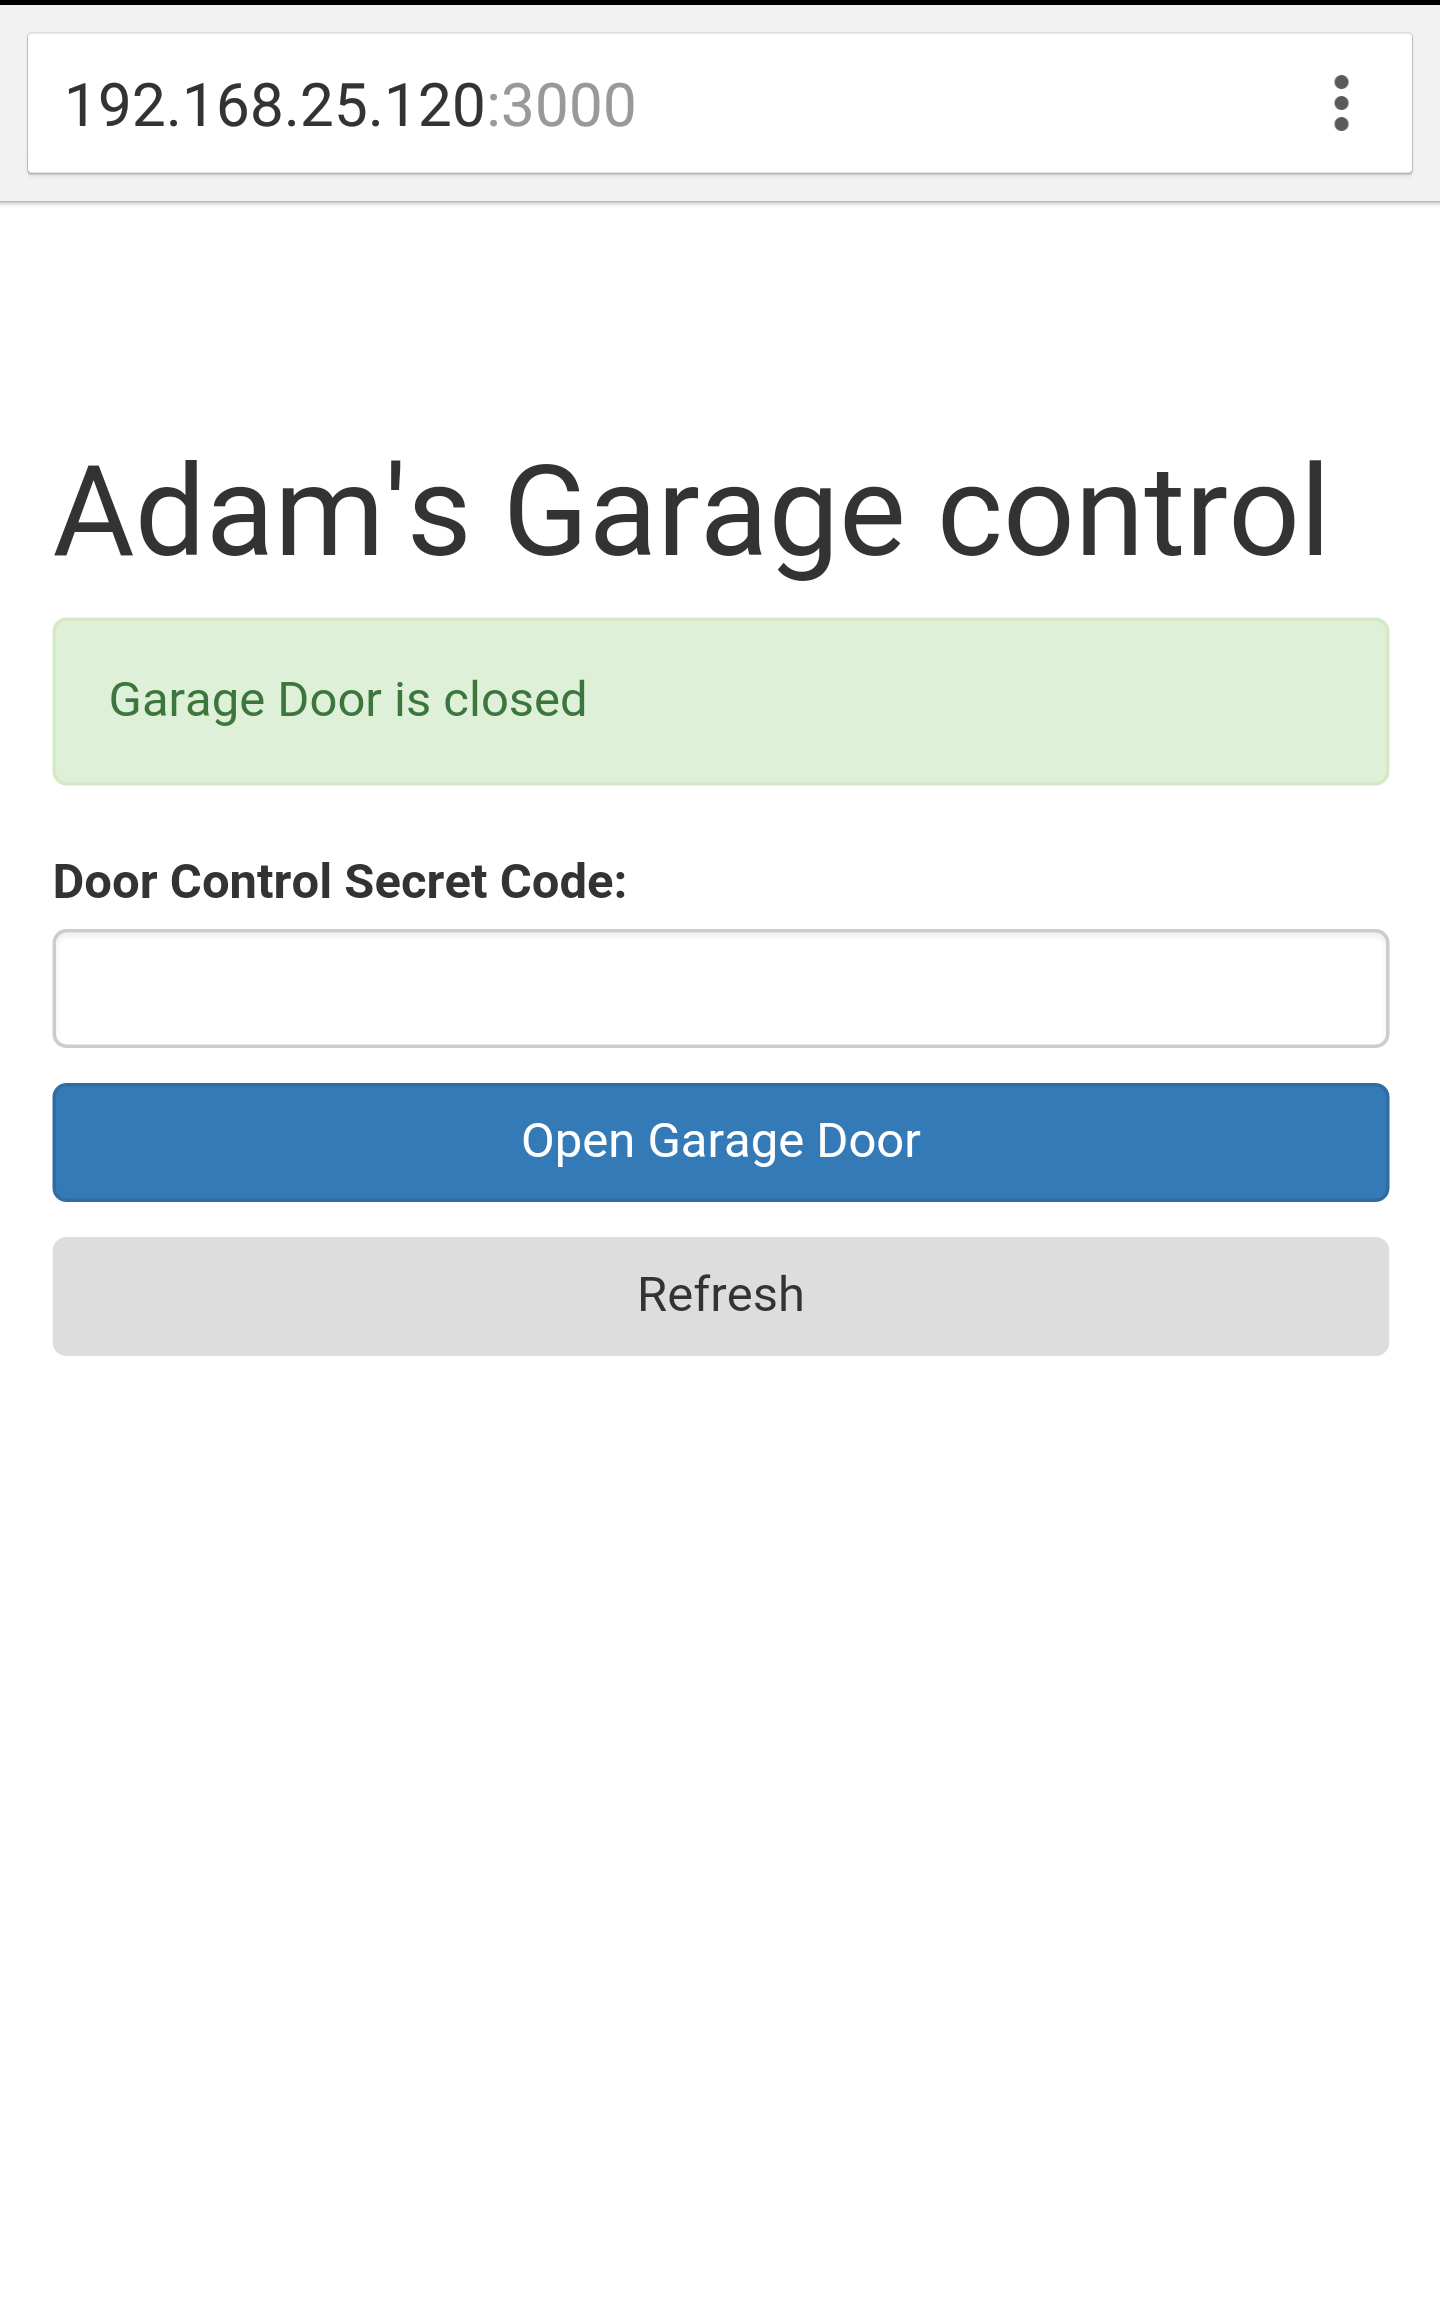 192.168.25.120:3000
Adam's Garage control
Garage Door is closed
Door Control Secret Code:
Open Garage Door
Refresh